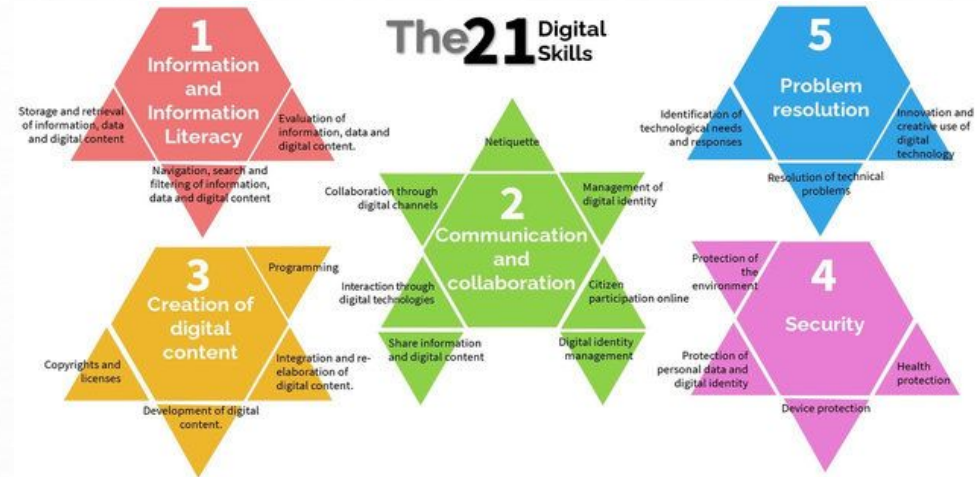 The 21 Digital
Skills
1
Information
and
Information
Literacy
Storage and retrieval
of information, data
and digital content
Evaluation of
information, data and
digital content.
Navigation, search and
filtering of information,
data and digital content
2
Communication
and
collaboration
Netiquette
Collaboration through
digital channels
Management of
digital identity
Interaction through
digital technologies
Citizen
participation online
Share information
and digital content
Digital identity
management
5
Problem
resolution
Identification of
technological needs
and responses
Innovation and
creative use of
digital
technology
Resolution of technical
problems
3
Creation of
digital
content
Programming
Copyrights and
licenses
Integration and re-
elaboration of
digital content.
Development of digital
content.
4
Security
Protection of
the
environment
Protection of
personal data and
digital identity
Health
protection
Device protection